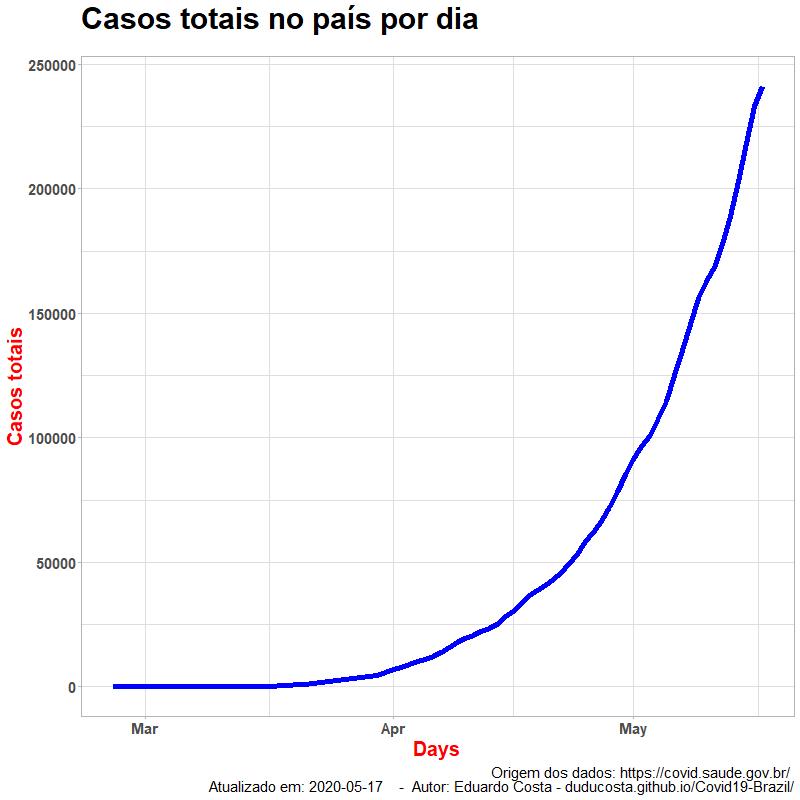 Casos totais no país por dia
250000
200000
150000
100000
50000
0
Casos totais
Mar
Apr
May
Days
Origem dos dados: https://covid.saude.gov.br/
Atualizado em: 2020-05-17 - Autor: Eduardo Costa - duducosta.github.io/Covid19-Brazil/